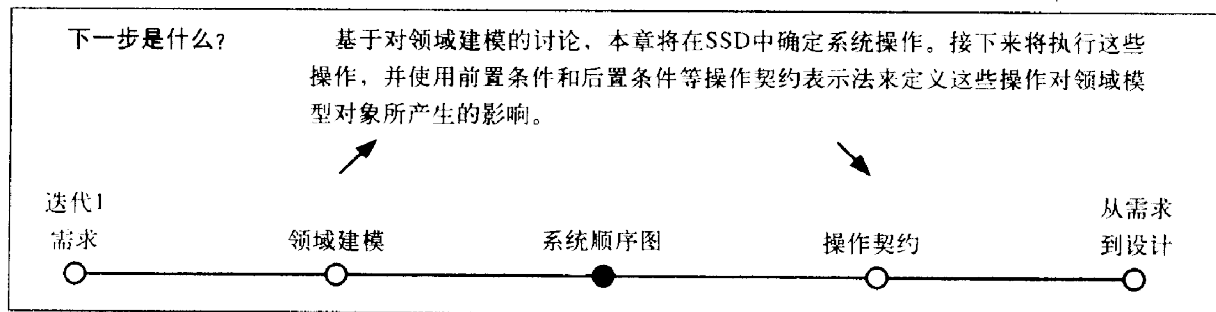 下一步是什么?
基于对领域建模的讨论，本章将在SSD中确定系统操作。接下来将执行这些
操作，并使用前置条件和后置条件等操作契约表示法来定义这些操作对领域模
型对象所产生的影响。
迭代1
需求
领域建模
系统顺序图
操作契约
从需求
到设计